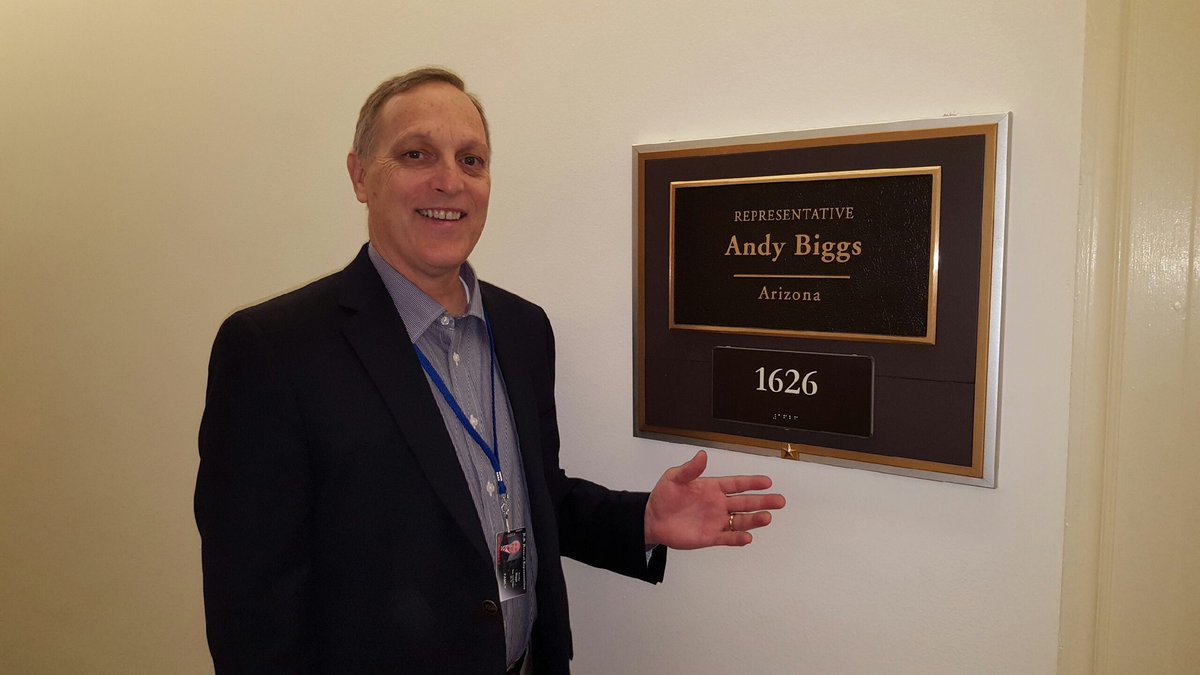 REPRESENTATIVE
Andy Biggs
Arizona
1626